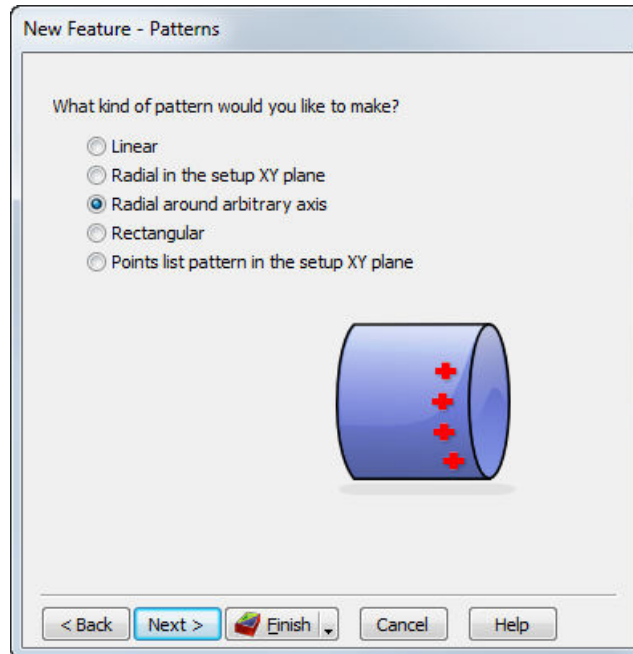 New Feature - Patterns
What kind of pattern would you like to make?
Linear
Radial in the setup XY plane
Radial around arbitrary axis
Rectangular
Points list pattern in the setup XY plane
< Back Next > Finish Cancel Help